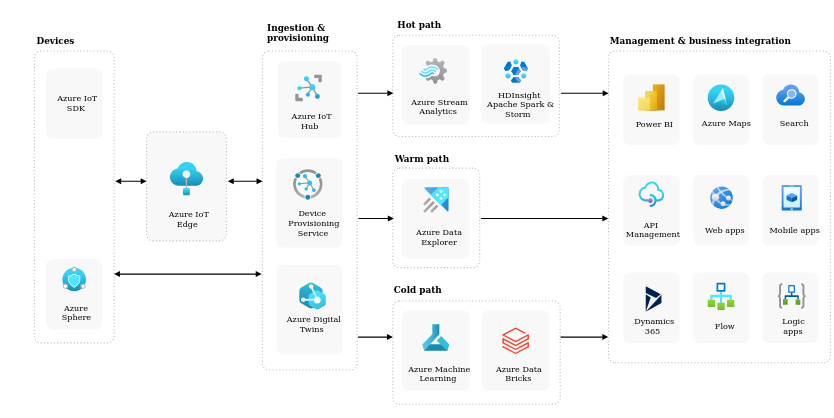 Devices
Azure IoT
SDK
Azure
Sphere
Azure IoT
Edge
Ingestion &
provisioning
Azure IoT
Hub
Device
Provisioning
Service
Azure Digital
Twins
Hot path
Azure Stream
Analytics
HDInsight
Apache Spark &
Storm
Warm path
Azure Data
Explorer
Cold path
Azure Machine
Learning
Azure Data
Bricks
Management & business integration
Power BI
Azure Maps
Search
API
Management
Web apps
Mobile apps
Dynamics
365
Flow
Logic
apps